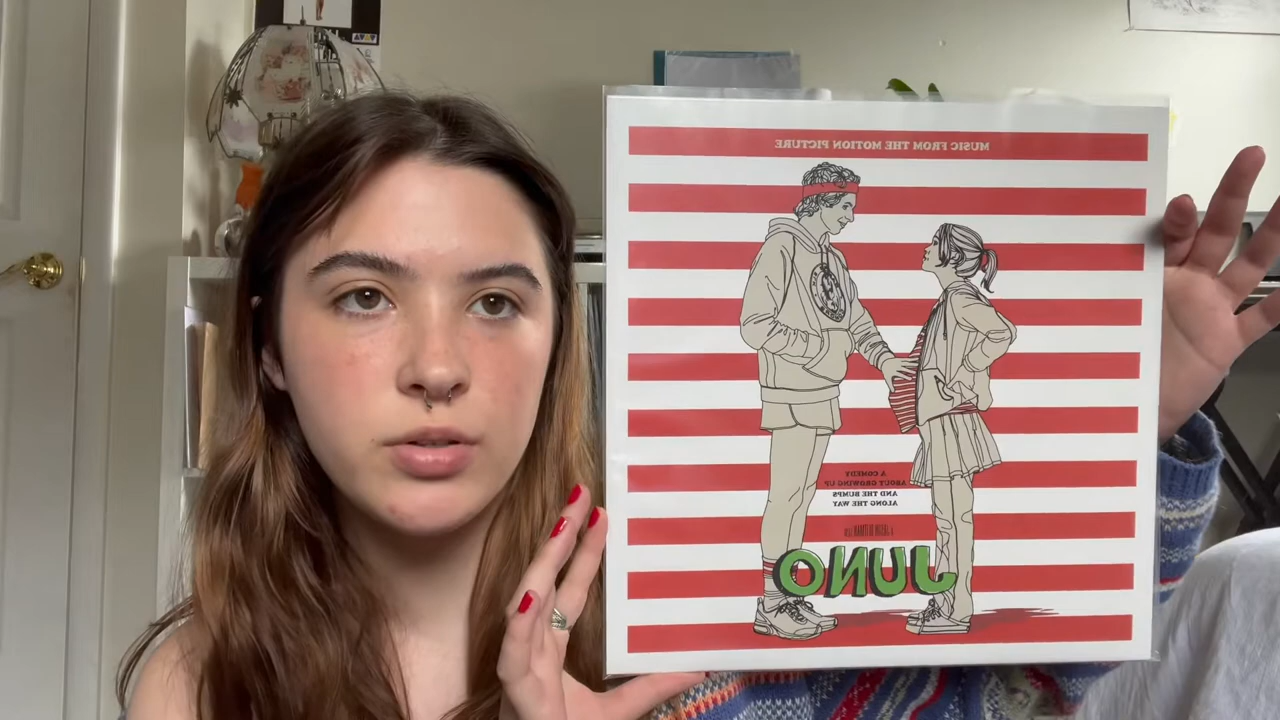 MUSIC FROM THE MOTION PICTURE
A COMEDY
ABOUT GROWING UP
AND THE BUMPS
ALONG THE WAY
JUNO